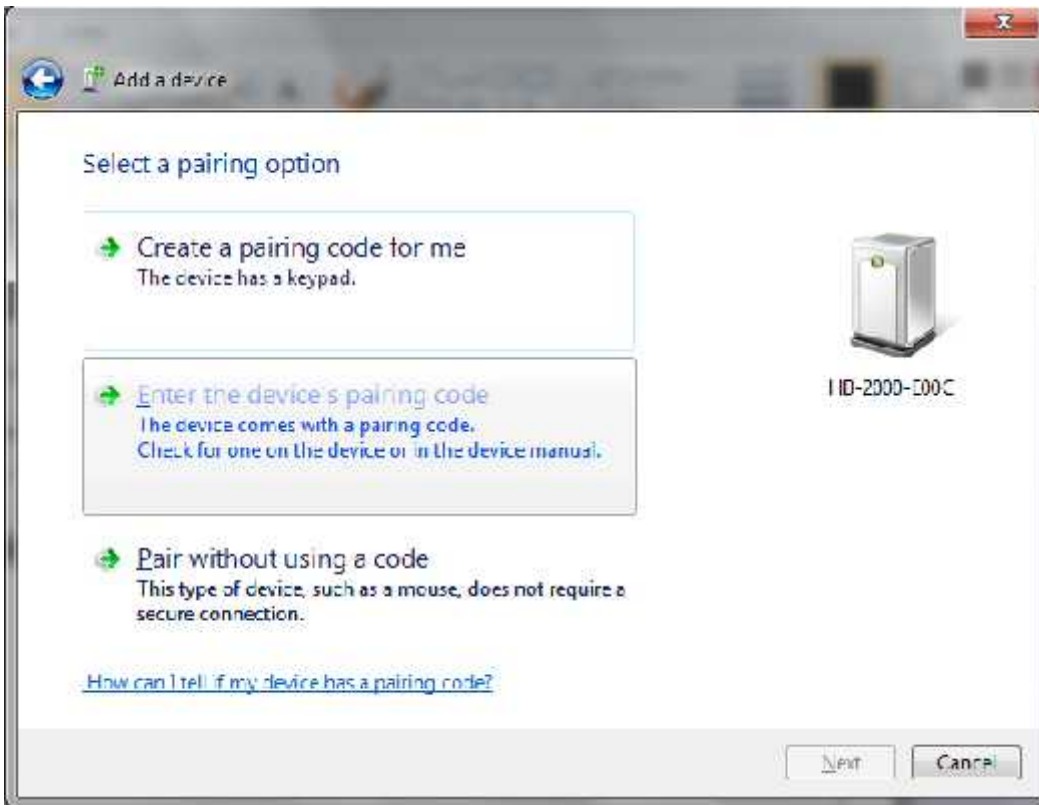 Add a device
Select a pairing option
Create a pairing code for me
The device has a keypad.
Enter the device's pairing code
The device comes with a pairing code.
Check for one on the device or in the device manual.
Pair without using a code
This type of device, such as a mouse, does not require a
secure connection.
How can I tell if my device has a pairing code?
Next
Cancel